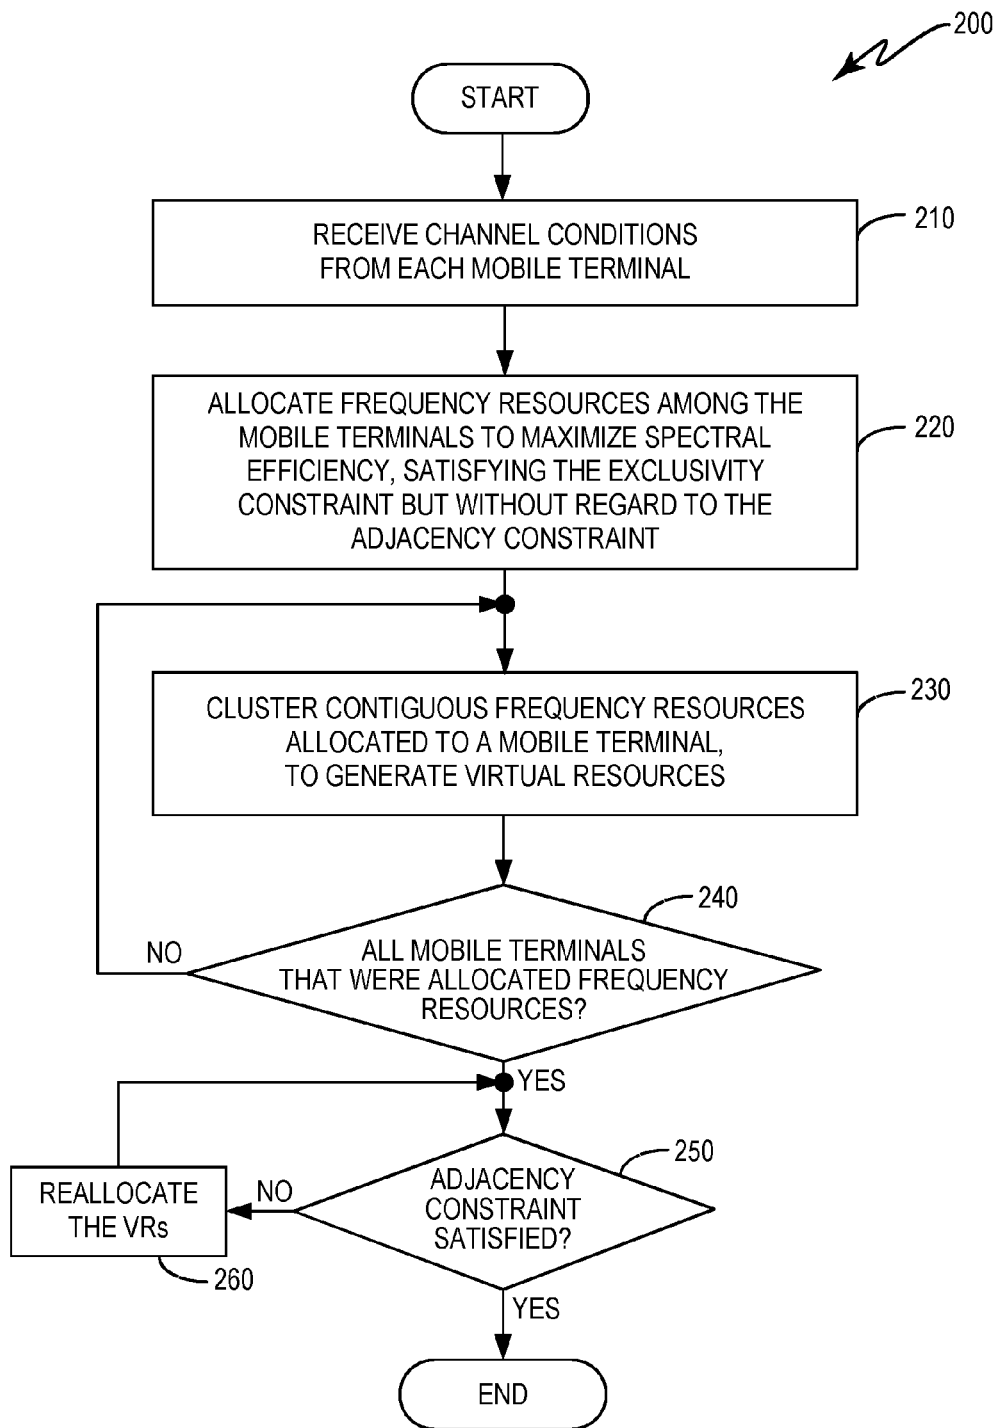 200
START
RECEIVE CHANNEL CONDITIONS
FROM EACH MOBILE TERMINAL
210
ALLOCATE FREQUENCY RESOURCES AMONG THE
MOBILE TERMINALS TO MAXIMIZE SPECTRAL
EFFICIENCY, SATISFYING THE EXCLUSIVITY
CONSTRAINT BUT WITHOUT REGARD TO THE
ADJACENCY CONSTRAINT
220
CLUSTER CONTIGUOUS FREQUENCY RESOURCES
ALLOCATED TO A MOBILE TERMINAL,
TO GENERATE VIRTUAL RESOURCES
230
240
ALL MOBILE TERMINALS
THAT WERE ALLOCATED FREQUENCY
RESOURCES?
NO
YES
250
ADJACENCY
CONSTRAINT
SATISFIED?
NO
REALLOCATE
THE VRs
260
YES
END